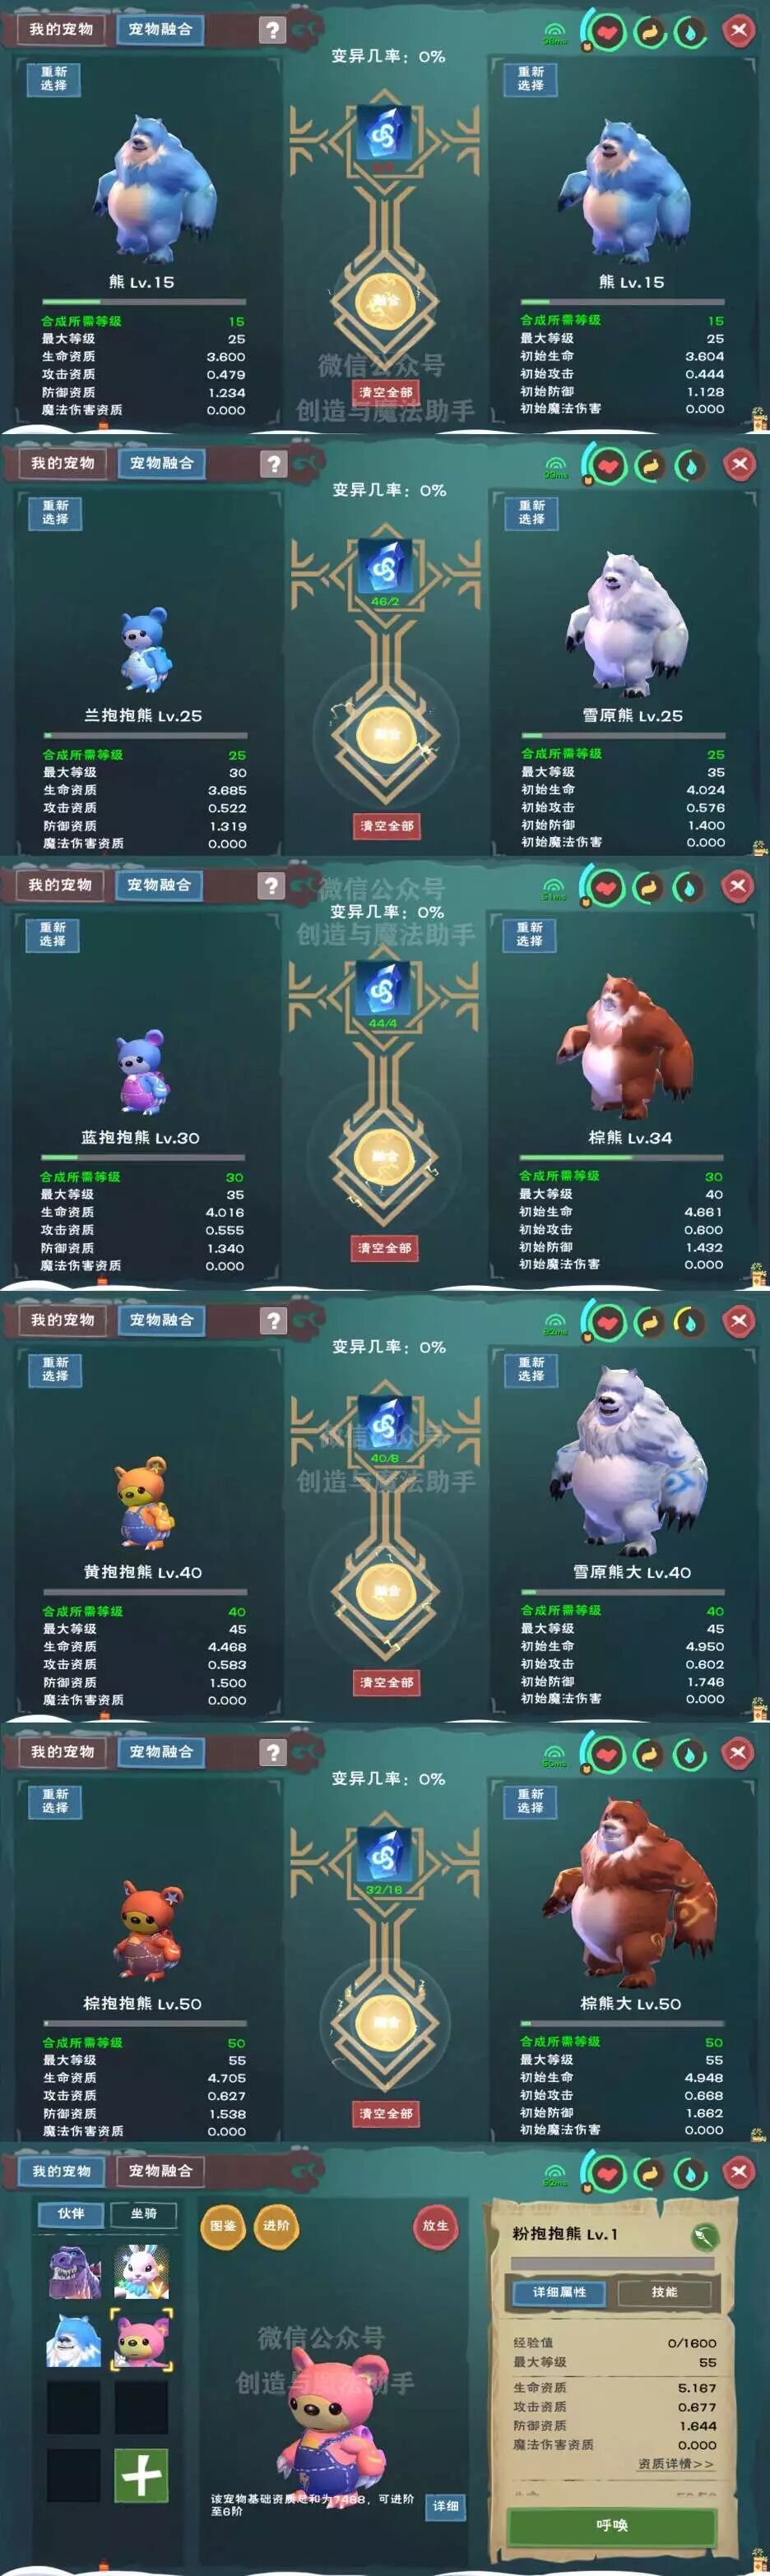 我的宠物 宠物融合 ?
变异几率：0%
重新选择
重新选择
熊 Lv.15
合成所需等级 15
最大等级 25
生命资质 3.600
攻击资质 0.479
防御资质 1.234
魔法伤害资质 0.000
融合
清空全部
熊 Lv.15
合成所需等级 15
最大等级 25
初始生命 3.604
初始攻击 0.444
初始防御 1.128
初始魔法伤害 0.000
微信公众号
创造与魔法助手
我的宠物 宠物融合 ?
变异几率：0%
重新选择
重新选择
46/2
兰抱抱熊 Lv.25
合成所需等级 25
最大等级 30
生命资质 3.685
攻击资质 0.522
防御资质 1.319
魔法伤害资质 0.000
融合
清空全部
雪原熊 Lv.25
合成所需等级 25
最大等级 35
初始生命 4.024
初始攻击 0.576
初始防御 1.400
初始魔法伤害 0.000
我的宠物 宠物融合 ?
微信公众号
变异几率：0%
创造与魔法助手
重新选择
重新选择
44/4
蓝抱抱熊 Lv.30
合成所需等级 30
最大等级 35
生命资质 4.016
攻击资质 0.555
防御资质 1.340
魔法伤害资质 0.000
融合
清空全部
棕熊 Lv.34
合成所需等级 30
最大等级 40
初始生命 4.661
初始攻击 0.600
初始防御 1.432
初始魔法伤害 0.000
我的宠物 宠物融合 ?
变异几率：0%
重新选择
重新选择
微信公众号
40/8
创造与魔法助手
黄抱抱熊 Lv.40
合成所需等级 40
最大等级 45
生命资质 4.468
攻击资质 0.583
防御资质 1.500
魔法伤害资质 0.000
融合
清空全部
雪原熊大 Lv.40
合成所需等级 40
最大等级 45
初始生命 4.950
初始攻击 0.602
初始防御 1.746
初始魔法伤害 0.000
我的宠物 宠物融合 ?
变异几率：0%
重新选择
重新选择
32/16
棕抱抱熊 Lv.50
合成所需等级 50
最大等级 55
生命资质 4.705
攻击资质 0.627
防御资质 1.538
魔法伤害资质 0.000
融合
清空全部
棕熊大 Lv.50
合成所需等级 50
最大等级 55
初始生命 4.948
初始攻击 0.668
初始防御 1.662
初始魔法伤害 0.000
我的宠物 宠物融合
伙伴 坐骑
图鉴 进阶 放生
微信公众号
创造与魔法助手
该宠物基础资质总和为7488，可进阶
至6阶
详细
粉抱抱熊 Lv.1
详细属性 技能
经验值 0/1600
最大等级 55
生命资质 5.167
攻击资质 0.677
防御资质 1.644
魔法伤害资质 0.000
资质详情>>
呼唤